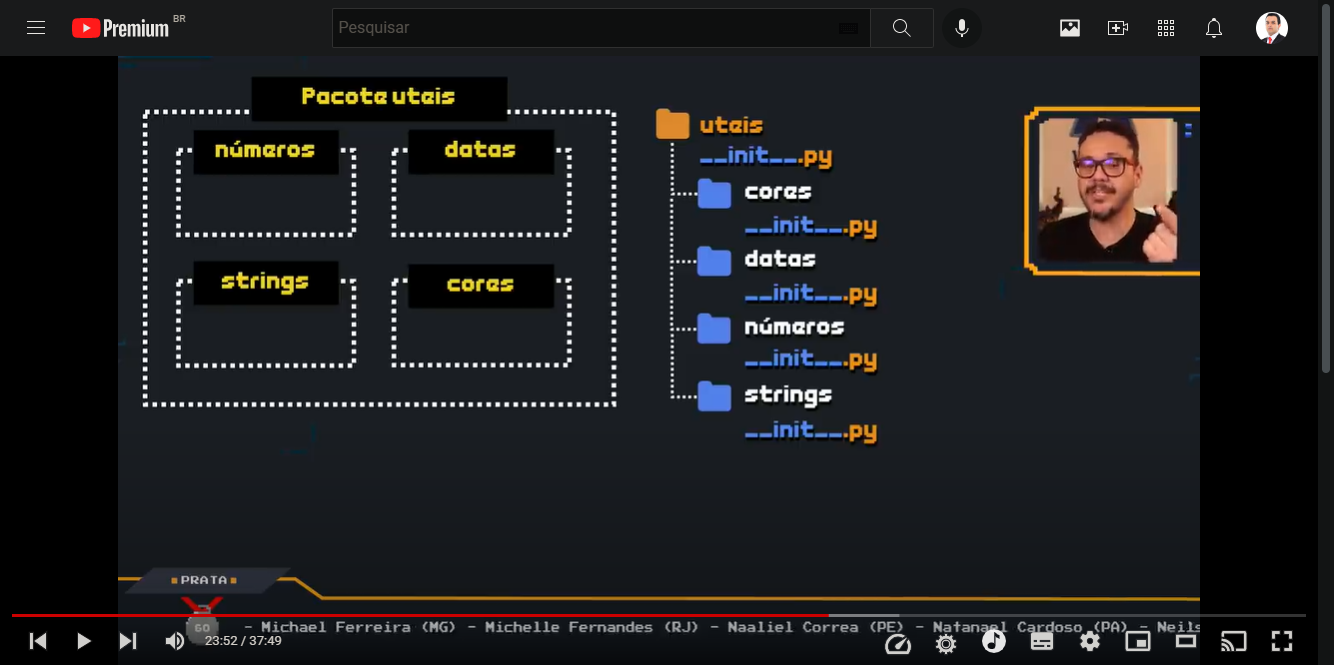 Premium BR
Pesquisar
Pacote uteis
números
datas
strings
cores
uteis
__init__.py
cores
__init__.py
datas
__init__.py
números
__init__.py
strings
__init__.py
PRATA
GO
- Michael Ferreira (MG) - Michelle Fernandes (RJ) - Naaliel Correa (PE) - Natanael Cardoso (PA) - Neils
23:52 / 37:49